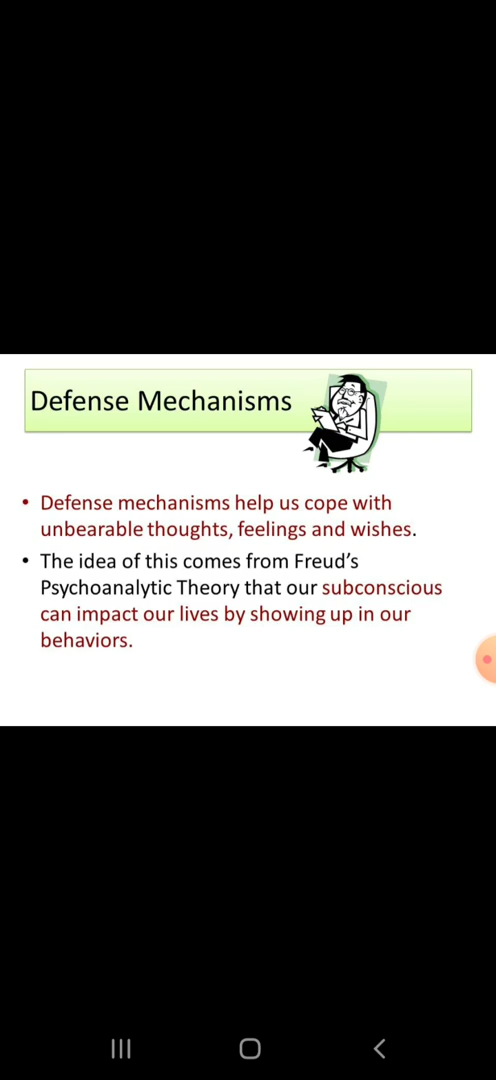 Defense Mechanisms
• Defense mechanisms help us cope with
unbearable thoughts, feelings and wishes.
• The idea of this comes from Freud’s
Psychoanalytic Theory that our subconscious
can impact our lives by showing up in our
behaviors.